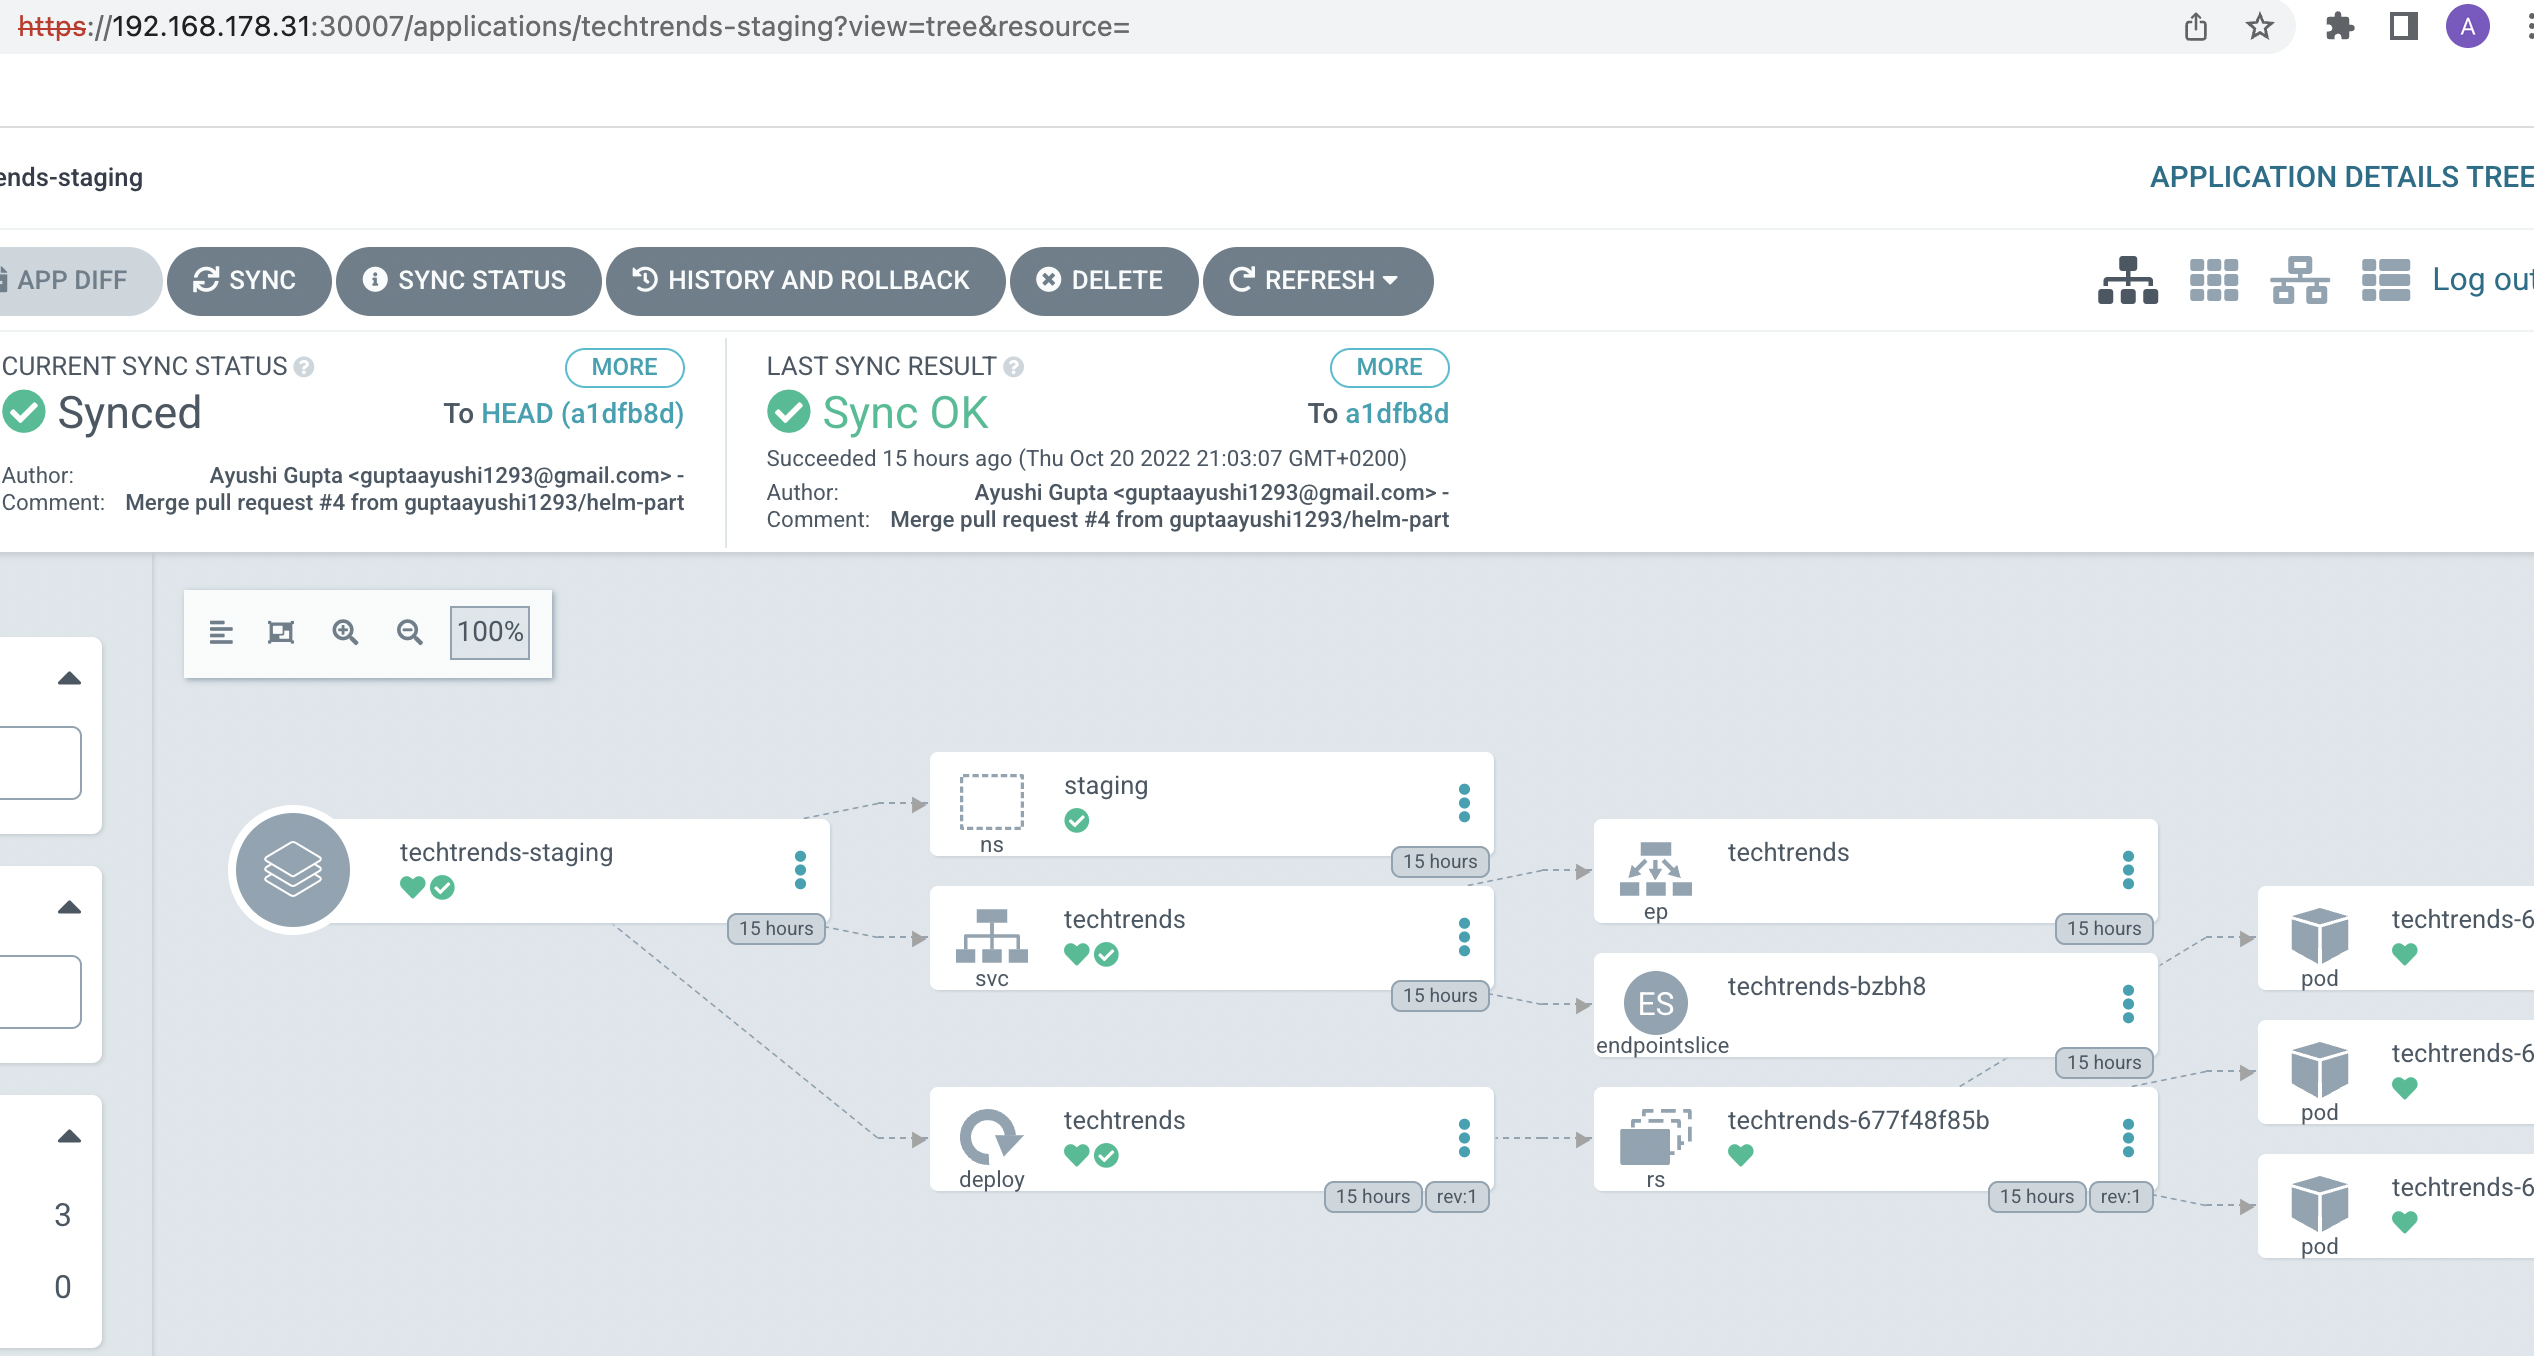 https://192.168.178.31:30007/applications/techtrends-staging?view=tree&resource=
A
ends-staging
APPLICATION DETAILS TREE
APP DIFF
SYNC
SYNC STATUS
HISTORY AND ROLLBACK
DELETE
REFRESH
Log out
CURRENT SYNC STATUS
MORE
Synced
To HEAD (a1dfb8d)
Author: Ayushi Gupta <guptaayushi1293@gmail.com> -
Comment: Merge pull request #4 from guptaayushi1293/helm-part
LAST SYNC RESULT
MORE
Sync OK
To a1dfb8d
Succeeded 15 hours ago (Thu Oct 20 2022 21:03:07 GMT+0200)
Author: Ayushi Gupta <guptaayushi1293@gmail.com> -
Comment: Merge pull request #4 from guptaayushi1293/helm-part
100%
3
0
techtrends-staging
15 hours
staging
ns
15 hours
techtrends
svc
15 hours
techtrends
deploy
15 hours
rev:1
techtrends
ep
15 hours
ES
techtrends-bzbh8
endpointslice
15 hours
techtrends-677f48f85b
rs
15 hours
rev:1
techtrends-6
pod
techtrends-6
pod
techtrends-6
pod